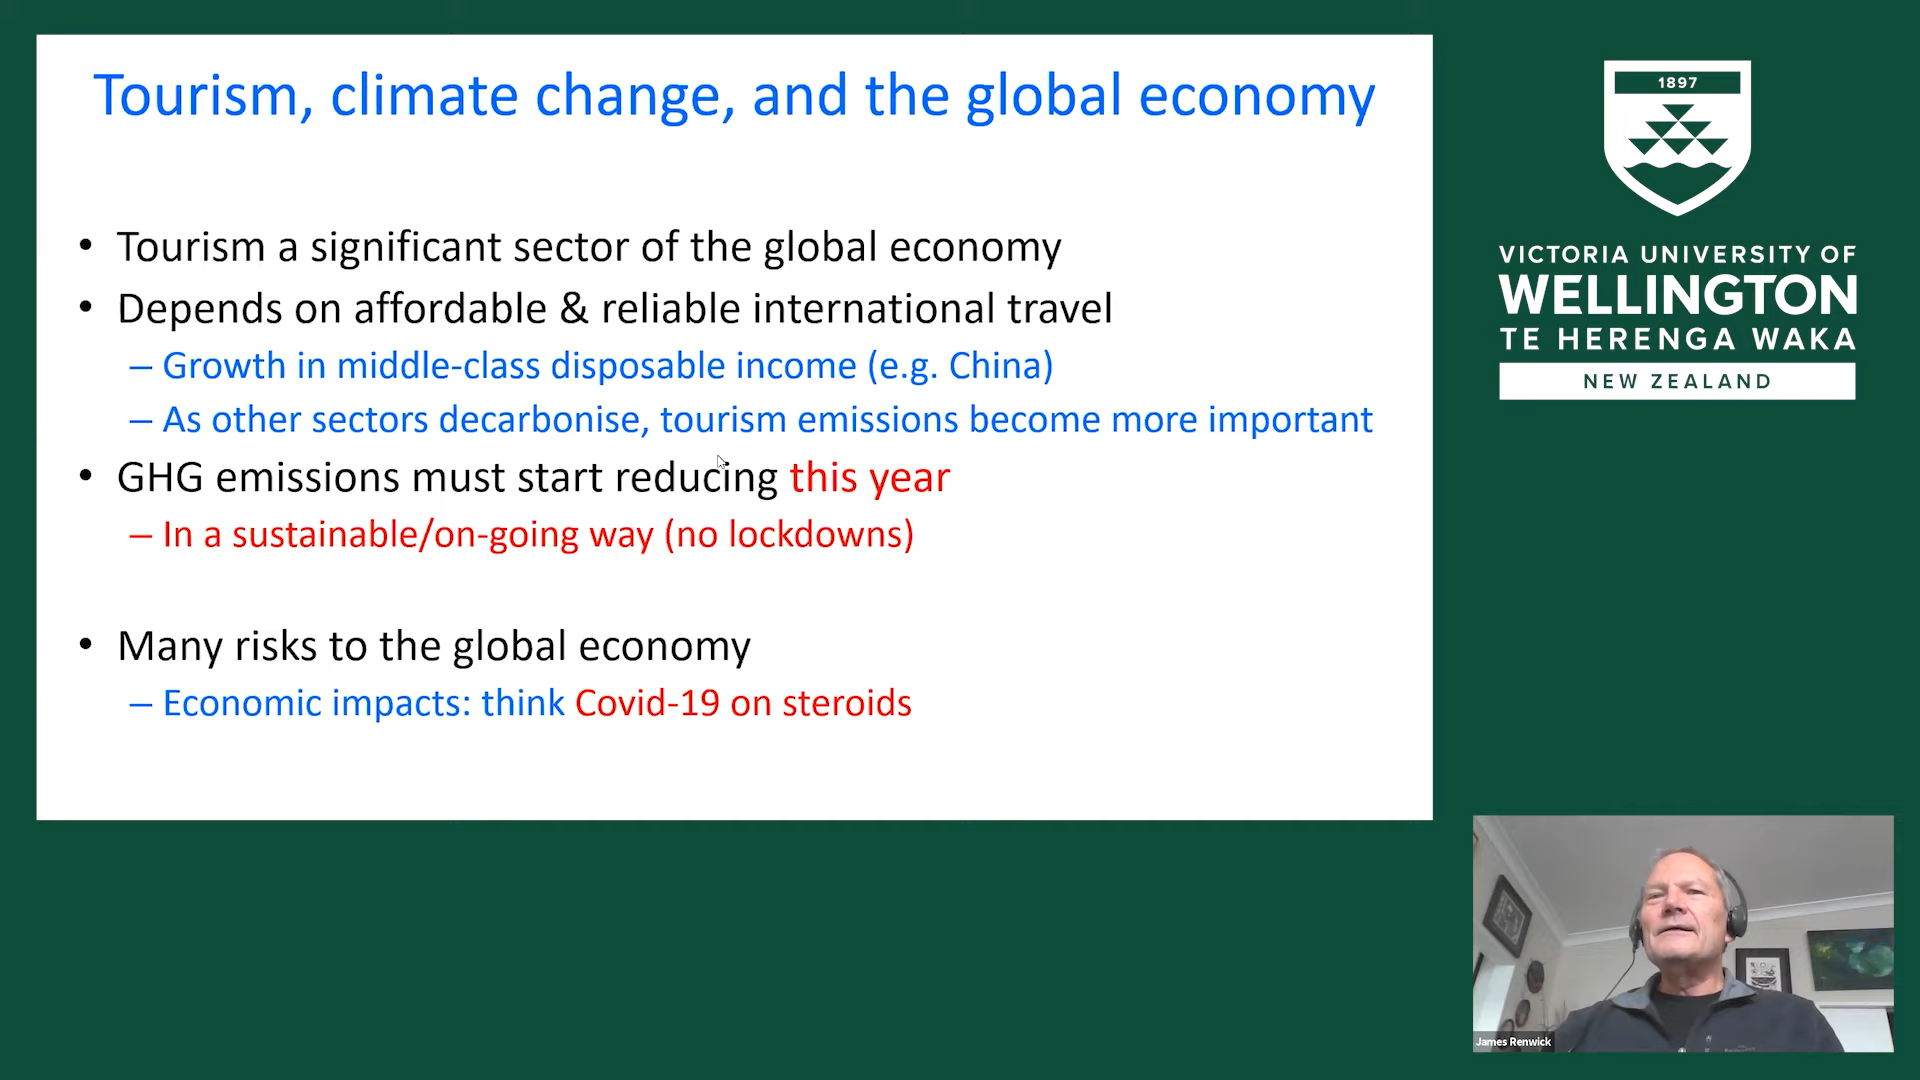 Tourism, climate change, and the global economy
• Tourism a significant sector of the global economy
• Depends on affordable & reliable international travel
– Growth in middle-class disposable income (e.g. China)
– As other sectors decarbonise, tourism emissions become more important
• GHG emissions must start reducing this year
– In a sustainable/on-going way (no lockdowns)
• Many risks to the global economy
– Economic impacts: think Covid-19 on steroids
1897
VICTORIA UNIVERSITY OF
WELLINGTON
TE HERENGA WAKA
NEW ZEALAND
James Renwick